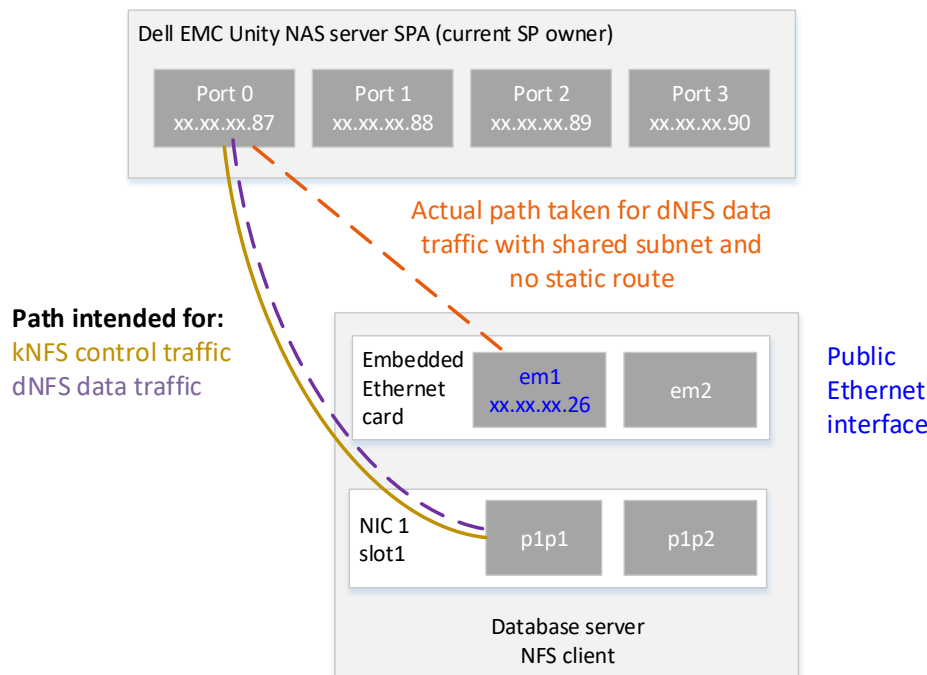 Dell EMC Unity NAS server SPA (current SP owner)
Port 0
xx.xx.xx.87
Port 1
xx.xx.xx.88
Port 2
xx.xx.xx.89
Port 3
xx.xx.xx.90
Actual path taken for dNFS data
traffic with shared subnet and
no static route
Path intended for:
kNFS control traffic
dNFS data traffic
Embedded
Ethernet
card
em1
xx.xx.xx.26
em2
Public
Ethernet
interface
NIC 1
slot1
p1p1
p1p2
Database server
NFS client